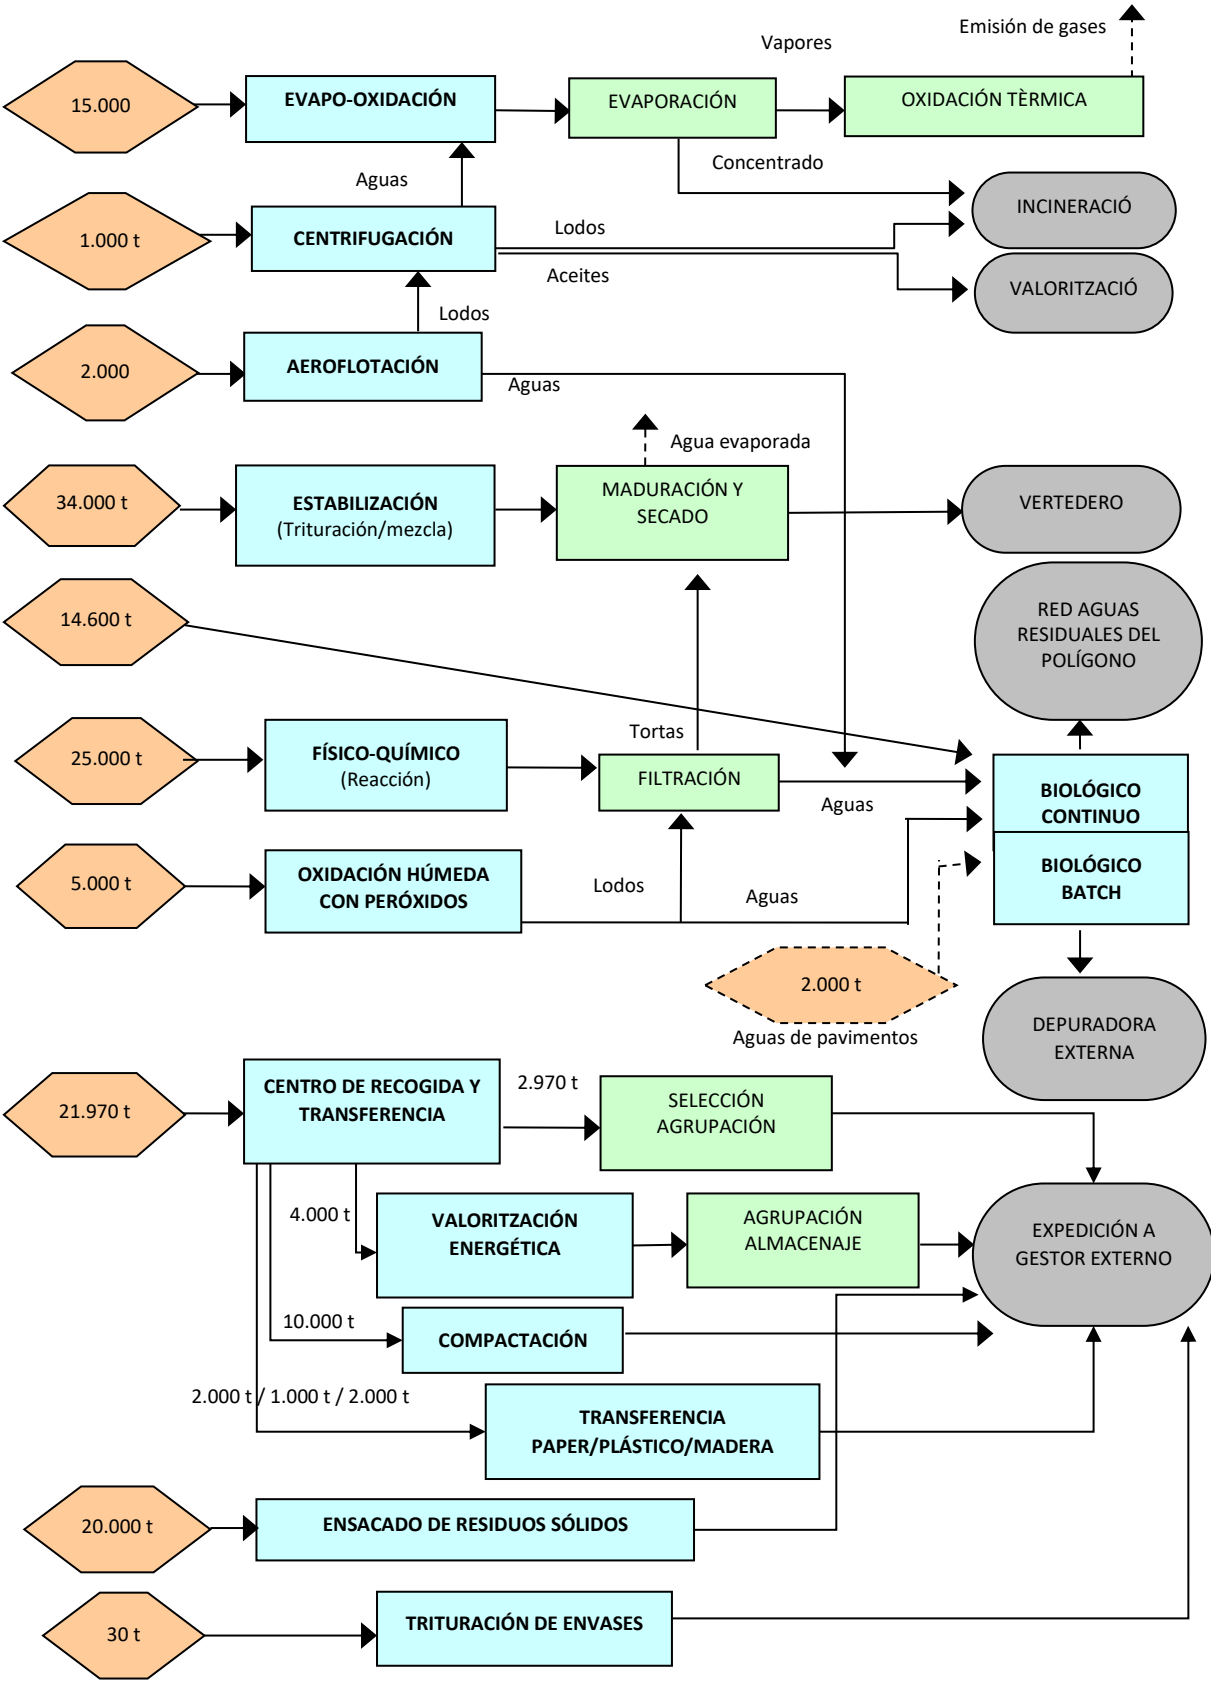 Emisión de gases
Vapores
15.000
EVAPO-OXIDACIÓN
EVAPORACIÓN
OXIDACIÓN TÈRMICA
Concentrado
Aguas
1.000 t
CENTRIFUGACIÓN
Lodos
Aceites
INCINERACIÓ
VALORITZACIÓ
Lodos
2.000
AEROFLOTACIÓN
Aguas
Agua evaporada
34.000 t
ESTABILIZACIÓN
(Trituración/mezcla)
MADURACIÓN Y
SECADO
VERTEDERO
14.600 t
RED AGUAS
RESIDUALES DEL
POLÍGONO
Tortas
25.000 t
FÍSICO-QUÍMICO
(Reacción)
FILTRACIÓN
Aguas
BIOLÓGICO
CONTINUO
5.000 t
OXIDACIÓN HÚMEDA
CON PERÓXIDOS
Lodos
Aguas
BIOLÓGICO
BATCH
2.000 t
Aguas de pavimentos
DEPURADORA
EXTERNA
21.970 t
CENTRO DE RECOGIDA Y
TRANSFERENCIA
2.970 t
SELECCIÓN
AGRUPACIÓN
4.000 t
VALORITZACIÓN
ENERGÉTICA
AGRUPACIÓN
ALMACENAJE
EXPEDICIÓN A
GESTOR EXTERNO
10.000 t
COMPACTACIÓN
2.000 t / 1.000 t / 2.000 t
TRANSFERENCIA
PAPER/PLÁSTICO/MADERA
20.000 t
ENSACADO DE RESIDUOS SÓLIDOS
30 t
TRITURACIÓN DE ENVASES